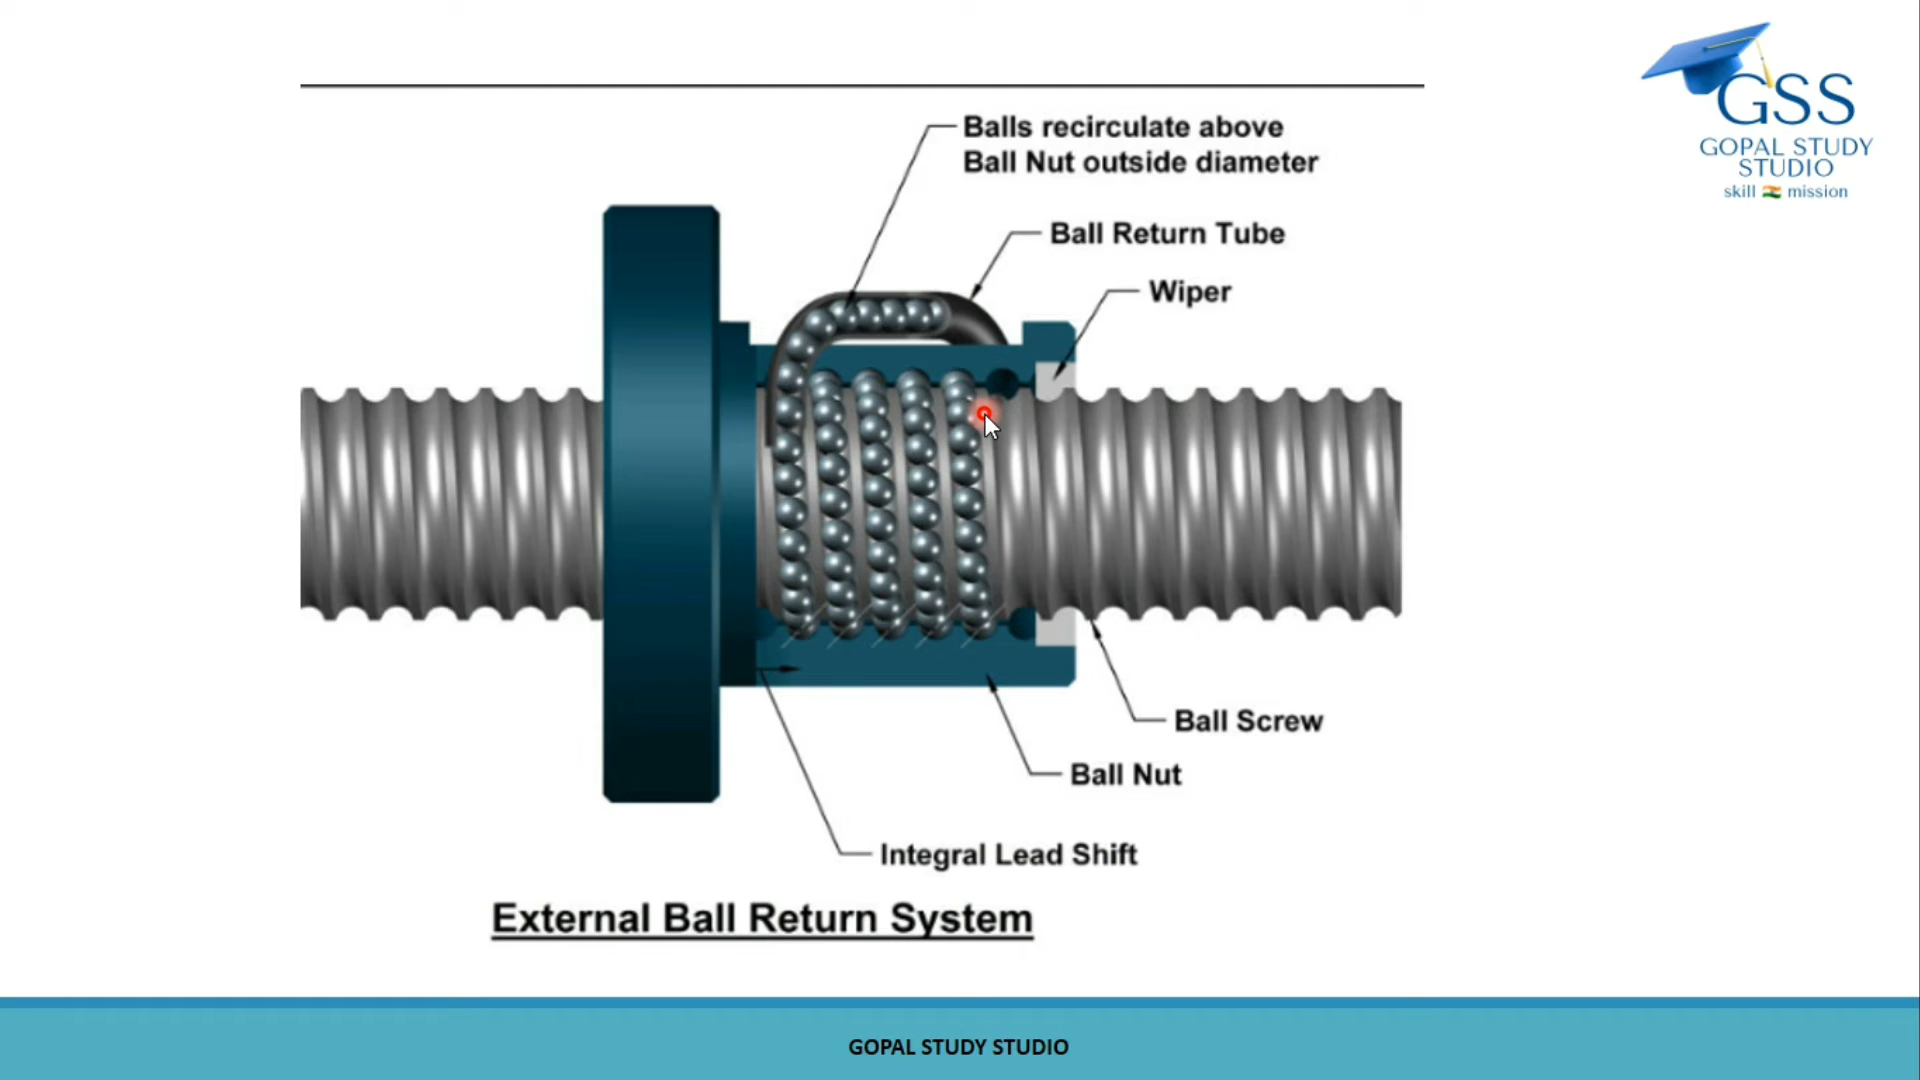 GSS
GOPAL STUDY
STUDIO
skill mission
Balls recirculate above
Ball Nut outside diameter
Ball Return Tube
Wiper
Ball Screw
Ball Nut
Integral Lead Shift
External Ball Return System
GOPAL STUDY STUDIO